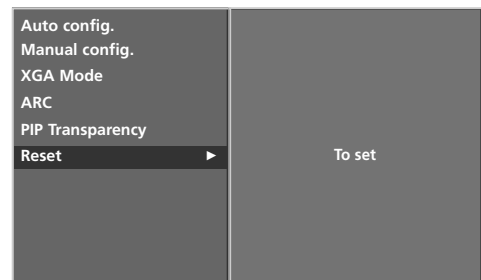 Auto config.
Manual config.
XGA Mode
ARC
PIP Transparency
Reset ► To set